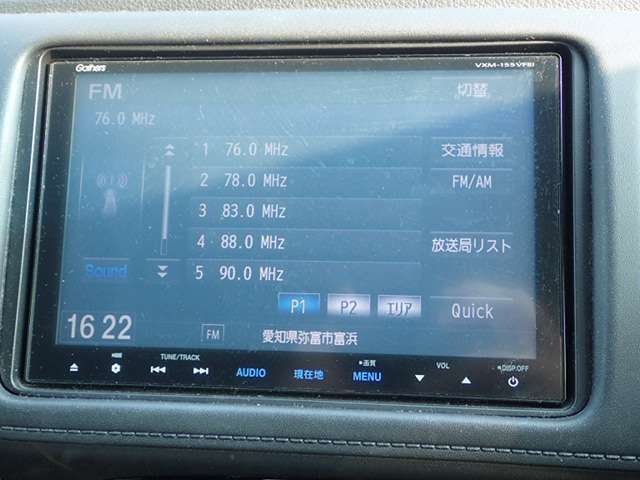 Gathers VXM-155VFEi
FM 切替
76.0 MHz
1 76.0 MHz 交通情報
2 78.0 MHz FM/AM
3 83.0 MHz
4 88.0 MHz 放送局リスト
Sound 5 90.0 MHz
P1 P2 エリア Quick
16 22 FM 愛知県弥富市富浜
TUNE/TRACK 画質 VOL DISP.OFF
AUDIO 現在地 MENU